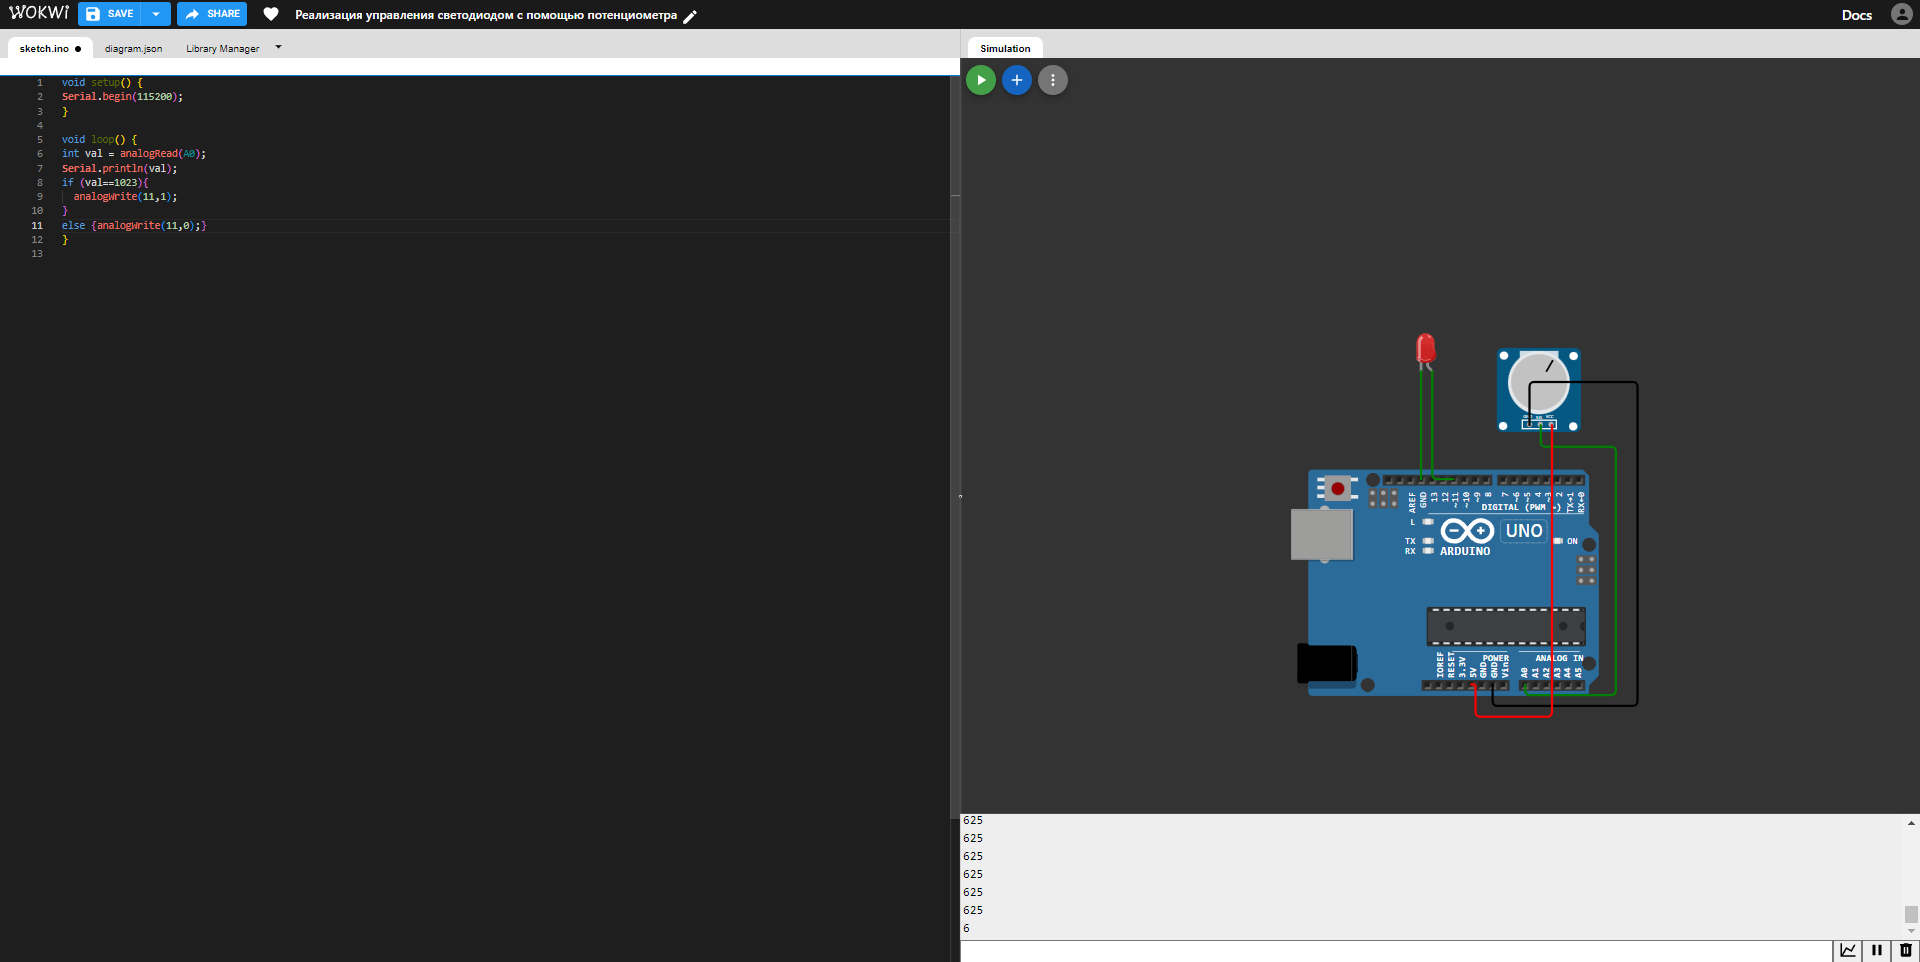 WOKWi
SAVE
SHARE
Реализация управления светодиодом с помощью потенциометра
Docs
sketch.ino ●
diagram.json
Library Manager
Simulation
1 void setup() {
2 Serial.begin(115200);
3 }
4
5 void loop() {
6 int val = analogRead(A0);
7 Serial.println(val);
8 if (val==1023){
9 analogWrite(11,1);
10 }
11 else {analogWrite(11,0);}
12 }
13
GND SIG VCC
AREF GND 13 12 ~11 ~10 ~9 8 7 ~6 ~5 4 ~3 2 TX→1 RX←0
DIGITAL (PWM ~)
L
TX
RX
UNO
ON
ARDUINO
POWER
ANALOG IN
IOREF RESET 3.3V 5V GND GND Vin A0 A1 A2 A3 A4 A5
625
625
625
625
625
625
6